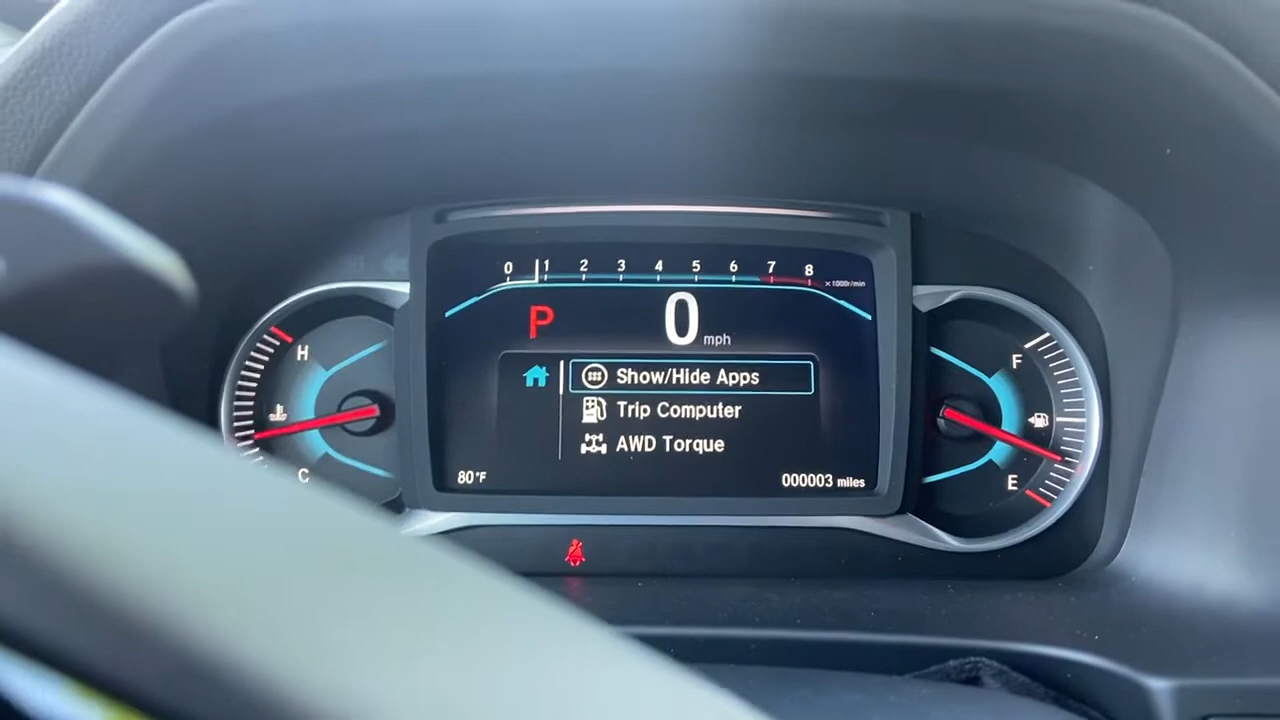 0 1 2 3 4 5 6 7 8
×1000r/min
P 0 mph
H
C
Show/Hide Apps
Trip Computer
AWD Torque
80°F
000003 miles
F
E